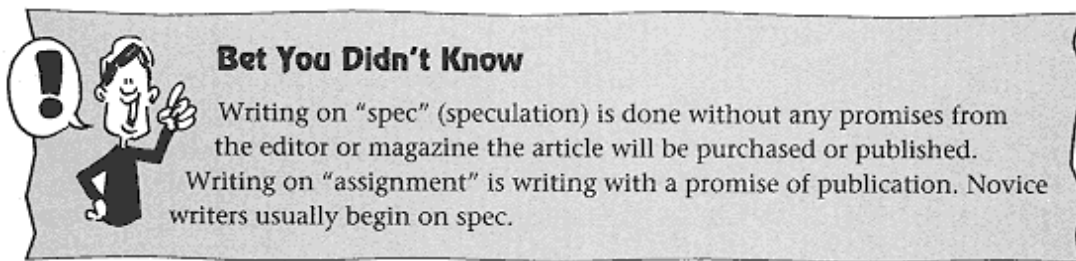 !
Bet You Didn't Know
Writing on "spec" (speculation) is done without any promises from
the editor or magazine the article will be purchased or published.
Writing on "assignment" is writing with a promise of publication. Novice
writers usually begin on spec.